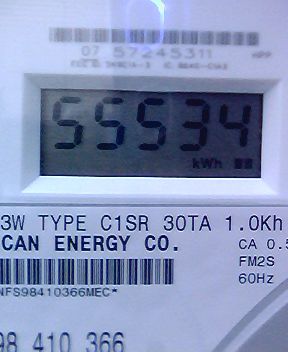 07 57245311
55534
kWh
3W TYPE C1SR 30TA 1.0Kh
CAN ENERGY CO.
CA 0.5
FM2S
60Hz
NFS98410366MEC*
98 410 366